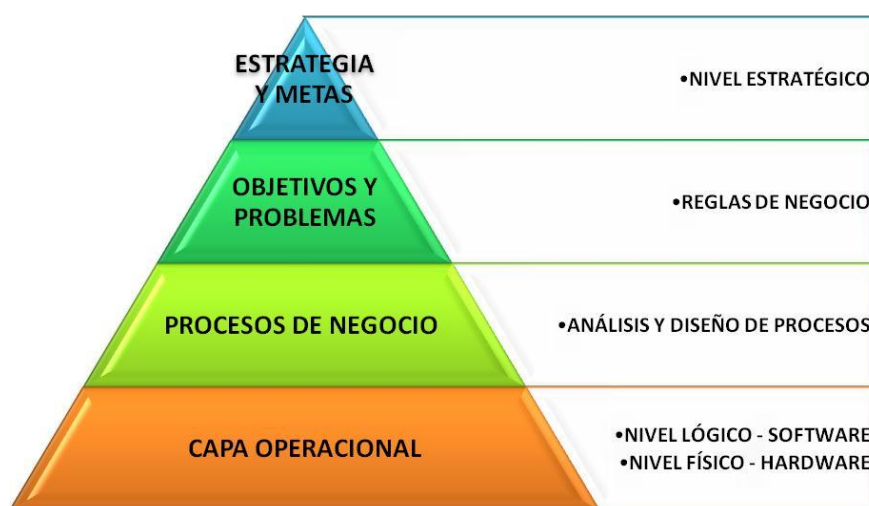 ESTRATEGIA
Y METAS
•NIVEL ESTRATÉGICO
OBJETIVOS Y
PROBLEMAS
•REGLAS DE NEGOCIO
PROCESOS DE NEGOCIO
•ANÁLISIS Y DISEÑO DE PROCESOS
CAPA OPERACIONAL
•NIVEL LÓGICO - SOFTWARE
•NIVEL FÍSICO - HARDWARE